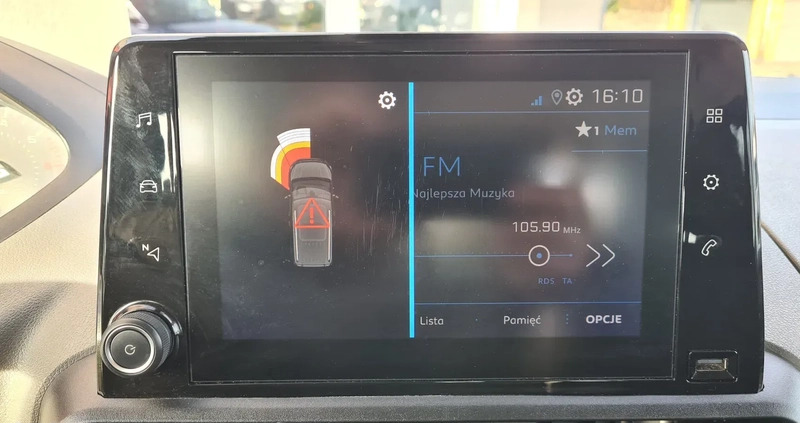 16:10
1 Mem
FM
Najlepsza Muzyka
105.90 MHz
RDS TA
Lista Pamięć OPCJE
N